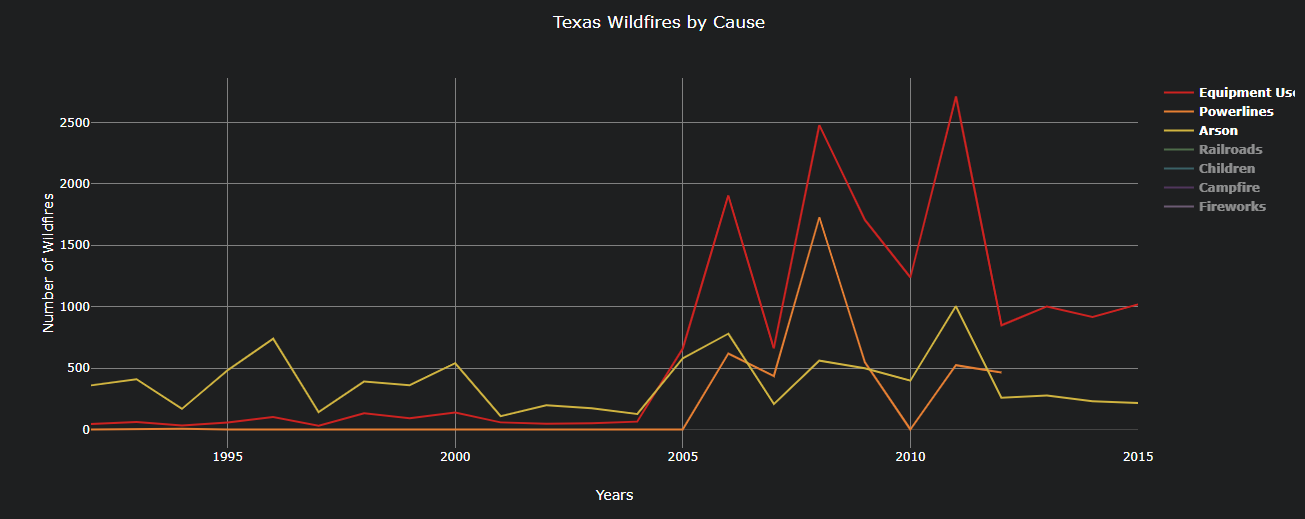 Texas Wildfires by Cause
Equipment Us
Powerlines
Arson
Railroads
Children
Campfire
Fireworks
Number of Wildfires
2500
2000
1500
1000
500
0
1995
2000
2005
2010
2015
Years